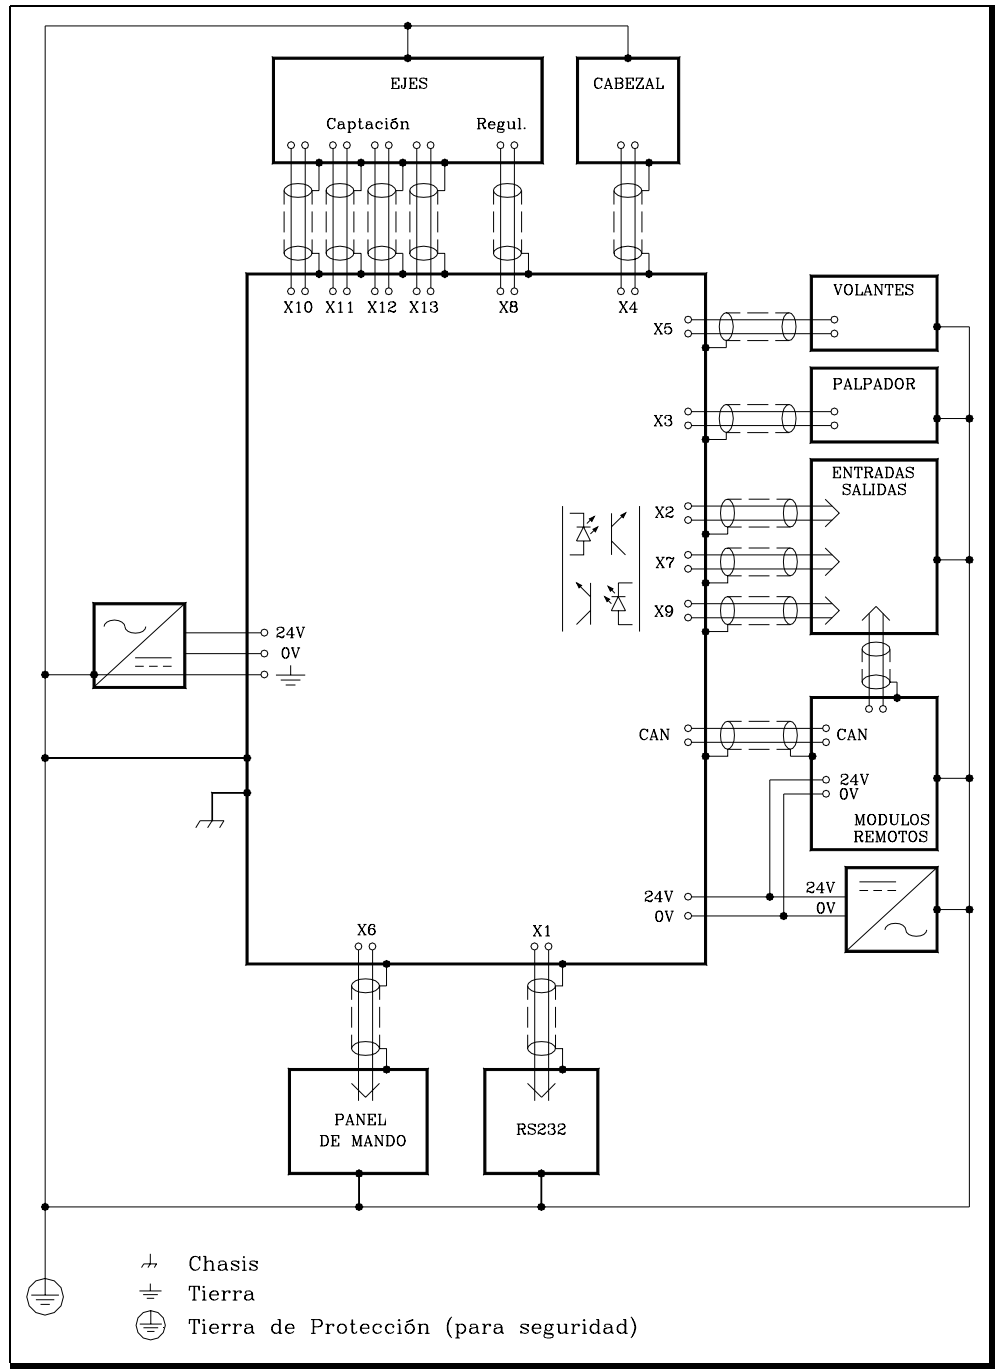 EJES
CABEZAL
Captación Regul.
X10 X11 X12 X13 X8 X4
VOLANTES
X5
PALPADOR
X3
ENTRADAS
SALIDAS
X2
X7
X9
24V
0V
CAN CAN
24V
0V
MODULOS
REMOTOS
24V 24V
0V 0V
X6 X1
PANEL
DE MANDO
RS232
Chasis
Tierra
Tierra de Protección (para seguridad)